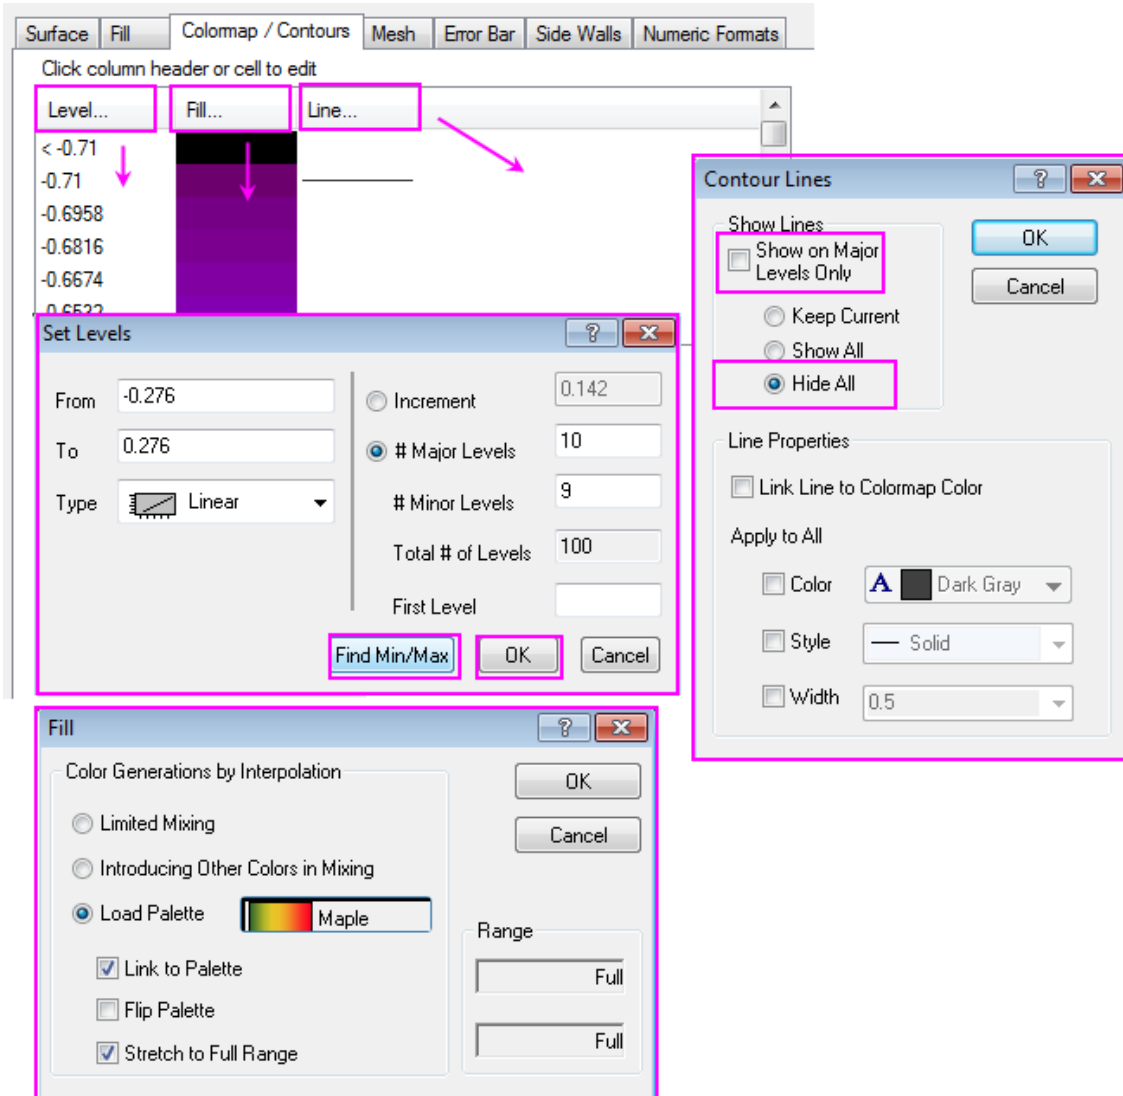 Surface Fill Colormap / Contours Mesh Error Bar Side Walls Numeric Formats
Click column header or cell to edit
Level... Fill... Line...
< -0.71
-0.71
-0.6958
-0.6816
-0.6674
-0.6532
Set Levels
From -0.276
To 0.276
Type Linear
Increment 0.142
# Major Levels 10
# Minor Levels 9
Total # of Levels 100
First Level
Find Min/Max OK Cancel
Contour Lines
Show Lines
Show on Major
Levels Only
Keep Current
Show All
Hide All
OK
Cancel
Line Properties
Link Line to Colormap Color
Apply to All
Color A Dark Gray
Style Solid
Width 0.5
Fill
Color Generations by Interpolation
Limited Mixing
Introducing Other Colors in Mixing
Load Palette Maple
Link to Palette
Flip Palette
Stretch to Full Range
OK
Cancel
Range
Full
Full